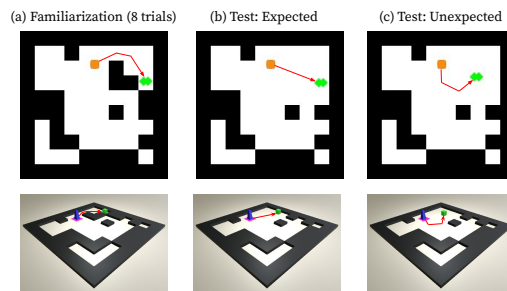 (a) Familiarization (8 trials)
(b) Test: Expected
(c) Test: Unexpected